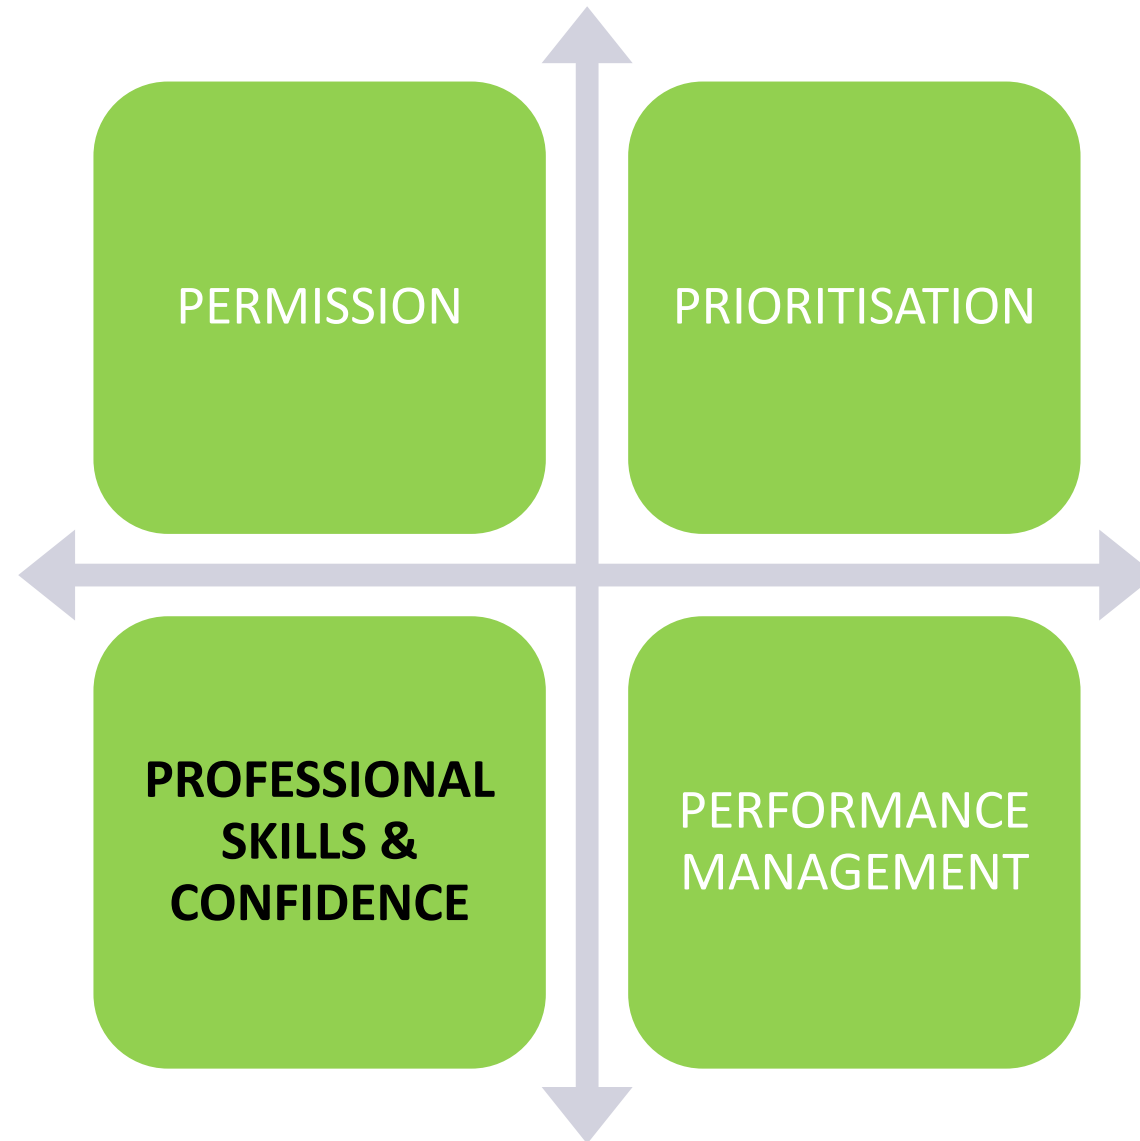 PERMISSION
PRIORITISATION
PROFESSIONAL
SKILLS &
CONFIDENCE
PERFORMANCE
MANAGEMENT